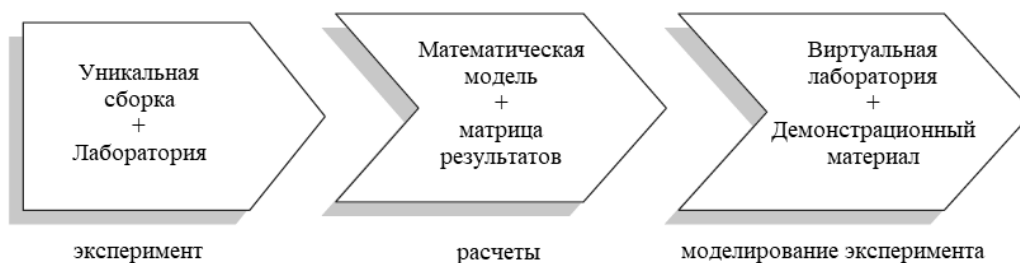 Уникальная
сборка
+
Лаборатория
Математическая
модель
+
матрица
результатов
Виртуальная
лаборатория
+
Демонстрационный
материал
эксперимент
расчеты
моделирование эксперимента